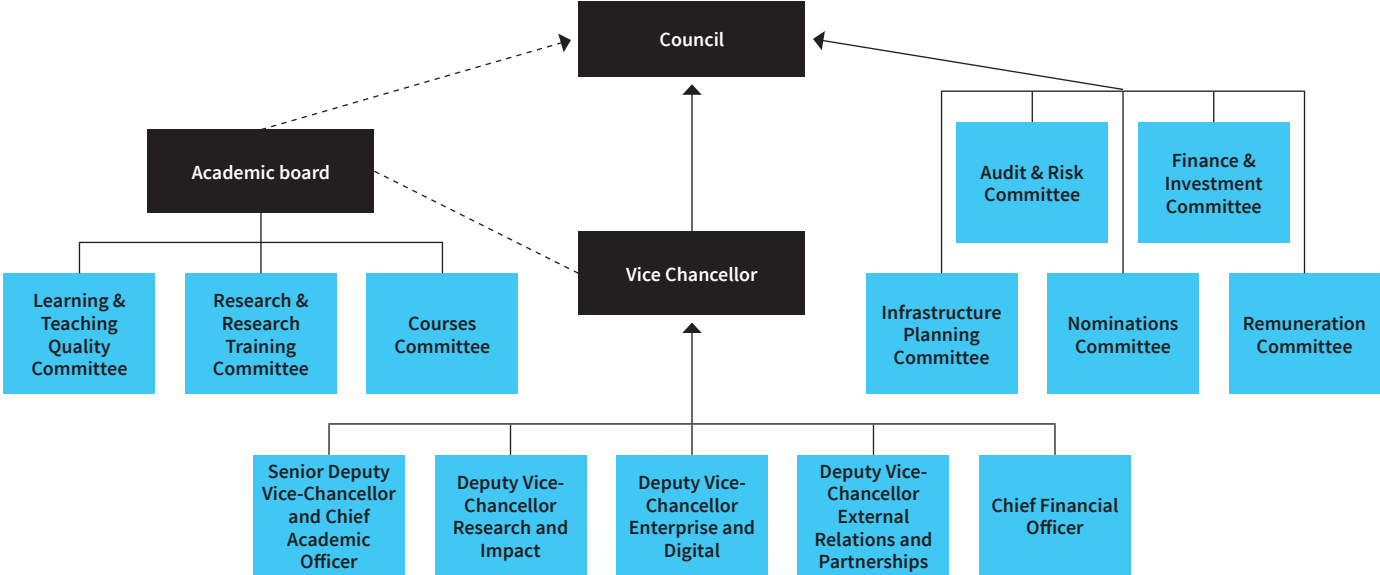 Council
Academic board
Audit & Risk
Committee
Finance &
Investment
Committee
Vice Chancellor
Learning &
Teaching
Quality
Committee
Research &
Research
Training
Committee
Courses
Committee
Infrastructure
Planning
Committee
Nominations
Committee
Remuneration
Committee
Senior Deputy
Vice-Chancellor
and Chief
Academic
Officer
Deputy Vice-
Chancellor
Research and
Impact
Deputy Vice-
Chancellor
Enterprise and
Digital
Deputy Vice-
Chancellor
External
Relations and
Partnerships
Chief Financial
Officer